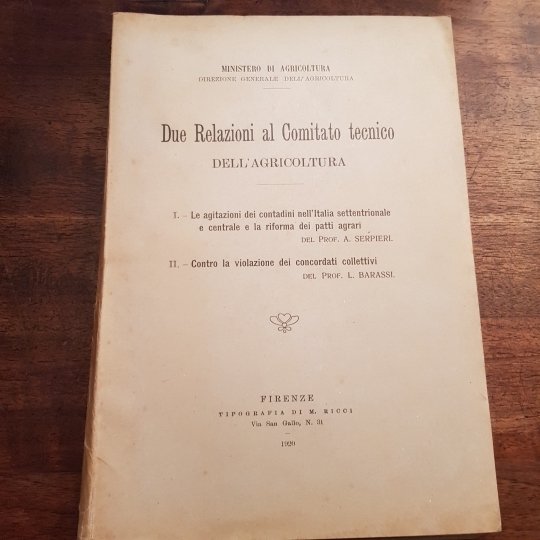 MINISTERO DI AGRICOLTURA
DIREZIONE GENERALE DELL'AGRICOLTURA
Due Relazioni al Comitato tecnico
DELL'AGRICOLTURA
I. – Le agitazioni dei contadini nell'Italia settentrionale
e centrale e la riforma dei patti agrari
DEL PROF. A. SERPIERI.
II. – Contro la violazione dei concordati collettivi
DEL PROF. L. BARASSI.
FIRENZE
TIPOGRAFIA DI M. RICCI
Via San Gallo, N. 31
1920